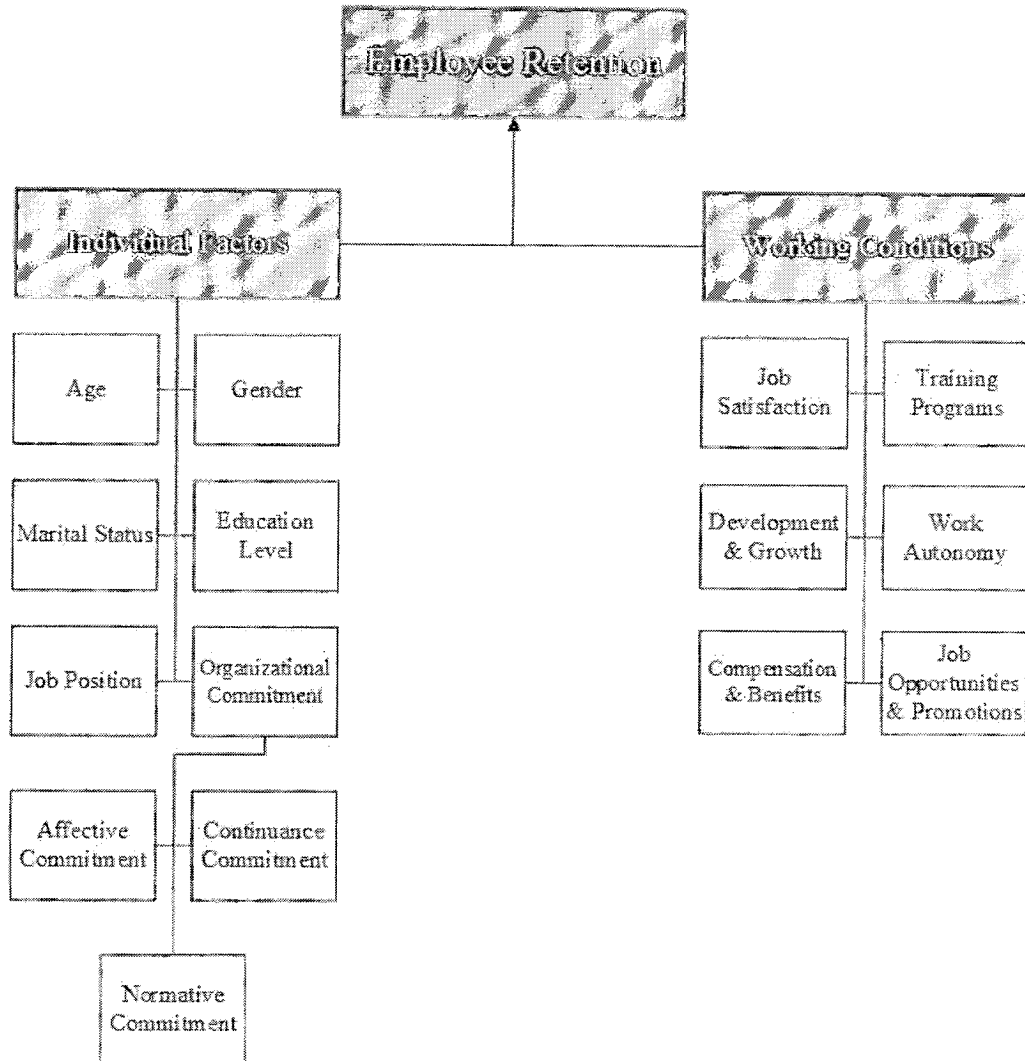 Employee Retention
Individual Factors
Working Conditions
Age
Gender
Job
Satisfaction
Training
Programs
Marital Status
Education
Level
Development
& Growth
Work
Autonomy
Job Position
Organizational
Commitment
Compensation
& Benefits
Job
Opportunities
& Promotions
Affective
Commitment
Continuance
Commitment
Normative
Commitment